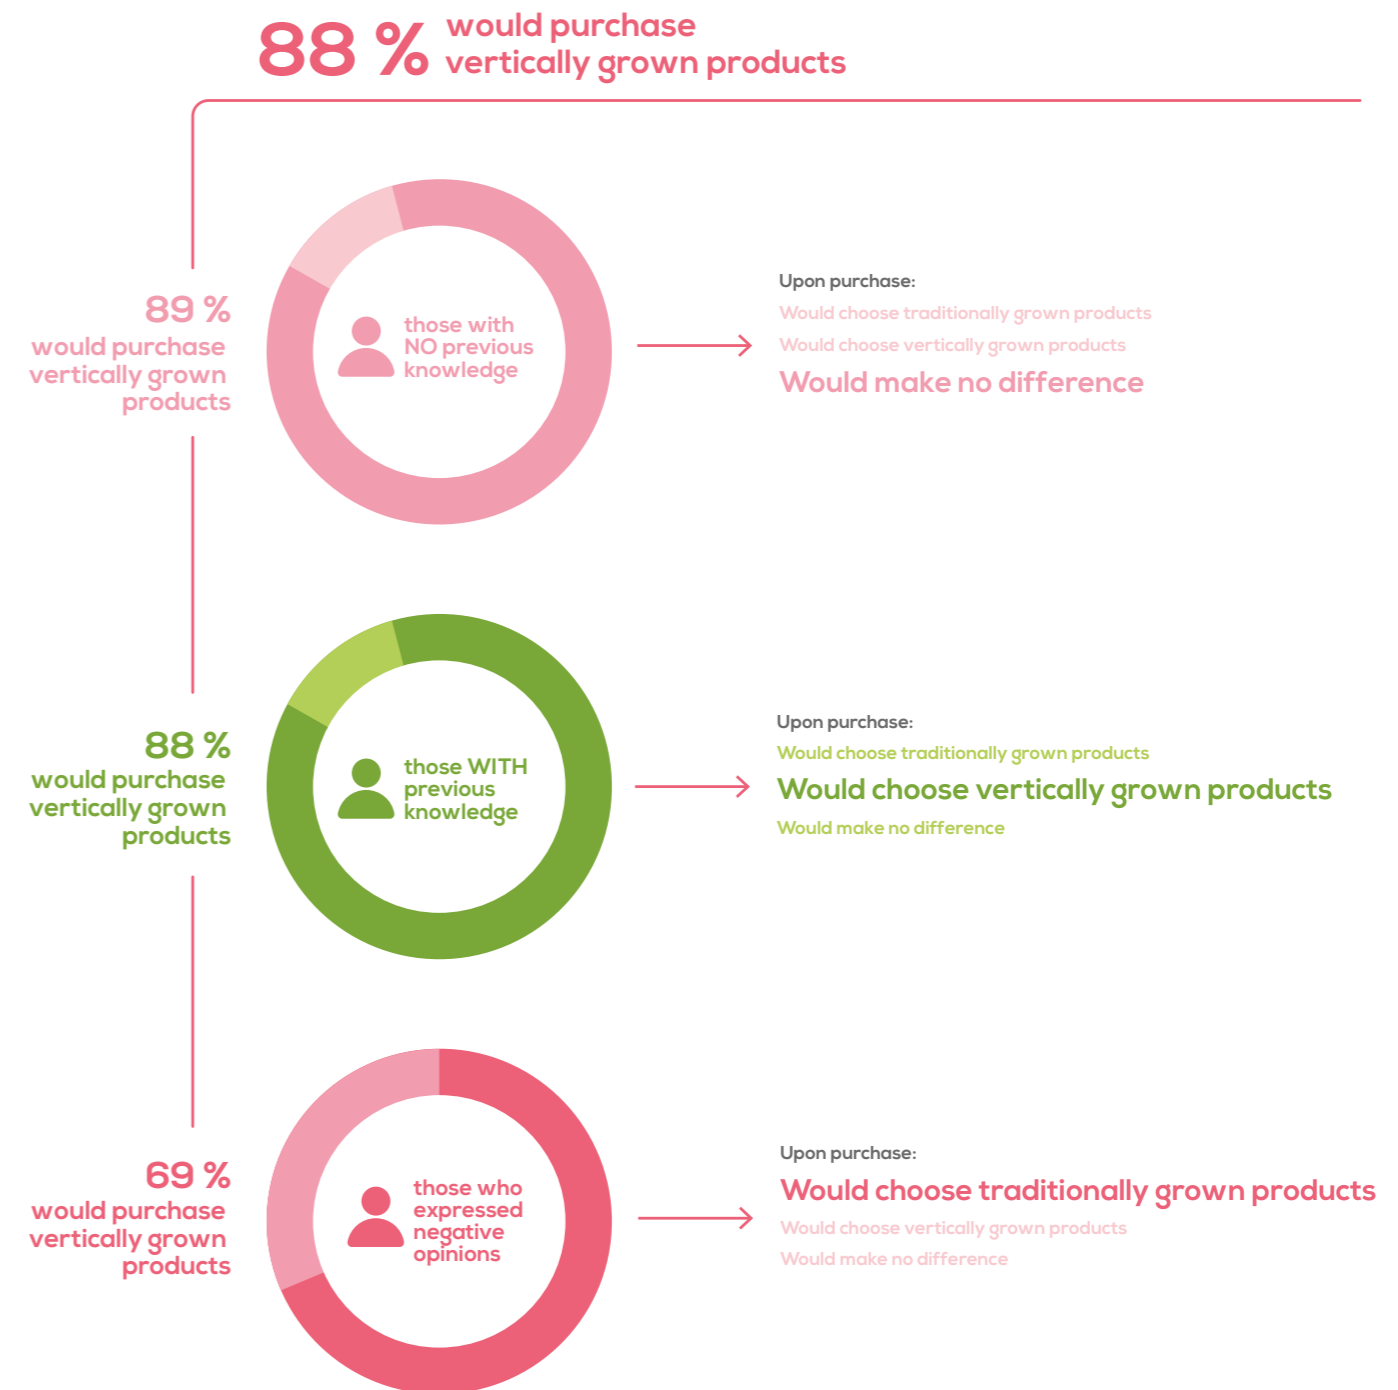 88 %
would purchase
vertically grown products
89 %
would purchase
vertically grown
products
those with
NO previous
knowledge
Upon purchase:
Would choose traditionally grown products
Would choose vertically grown products
Would make no difference
88 %
would purchase
vertically grown
products
those WITH
previous
knowledge
Upon purchase:
Would choose traditionally grown products
Would choose vertically grown products
Would make no difference
69 %
would purchase
vertically grown
products
those who
expressed
negative
opinions
Upon purchase:
Would choose traditionally grown products
Would choose vertically grown products
Would make no difference